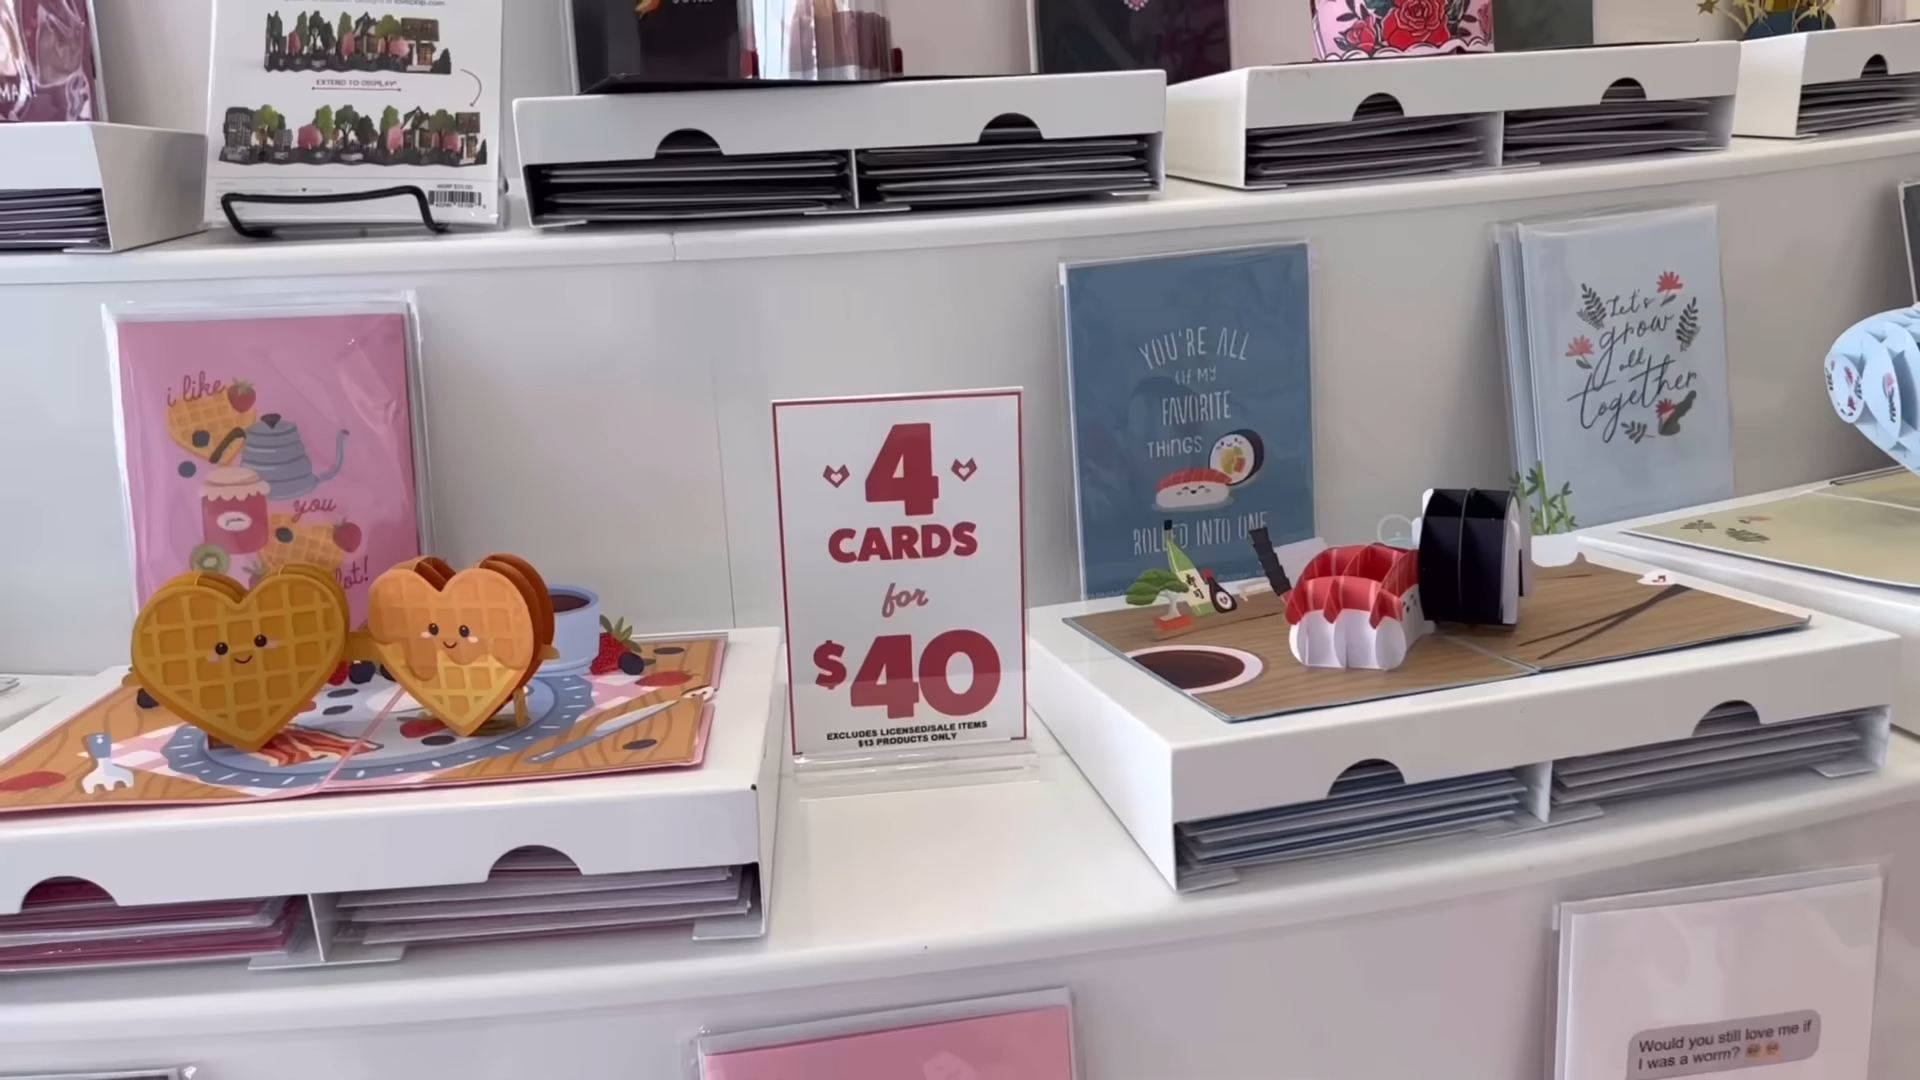 EXTEND TO DISPLAY*
i like
you
lot!
4
CARDS
for
$40
EXCLUDES LICENSED/SALE ITEMS
$13 PRODUCTS ONLY
YOU'RE ALL
OF MY
FAVORITE
THINGS
ROLLED INTO ONE
Let's
grow
old
together
Would you still love me if
I was a worm? 🥺🥺